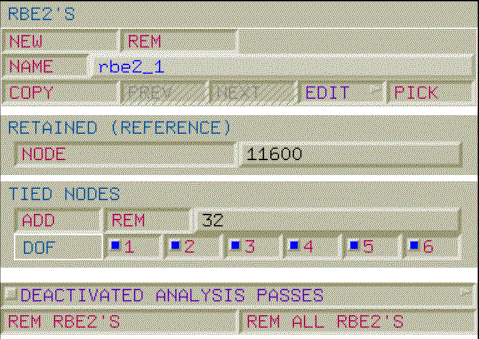 RBE2'S
NEW REM
NAME rbe2_1
COPY PREV NEXT EDIT PICK
RETAINED (REFERENCE)
NODE 11600
TIED NODES
ADD REM 32
DOF 1 2 3 4 5 6
DEACTIVATED ANALYSIS PASSES
REM RBE2'S REM ALL RBE2'S